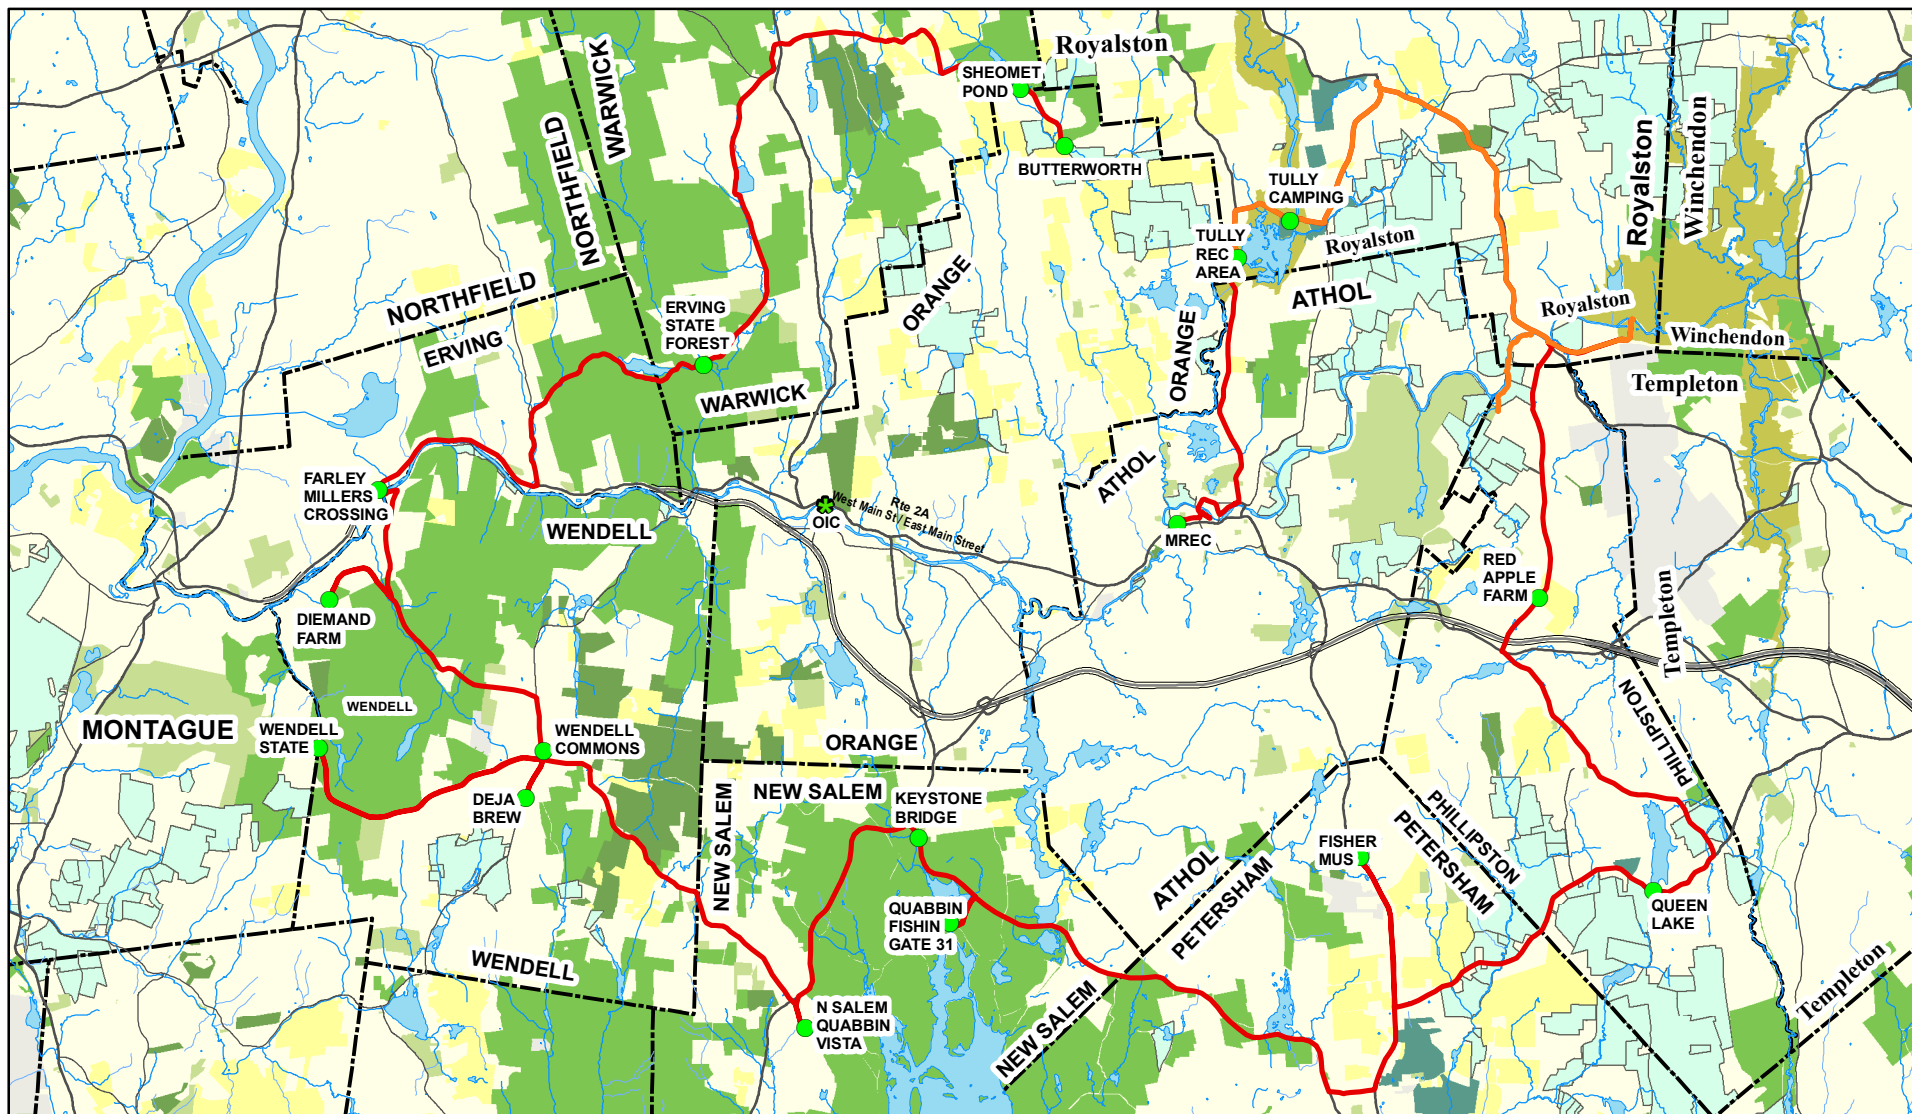 Royalston
WARWICK
SHEOMET
POND
NORTHFIELD
BUTTERWORTH
Royalston
Winchendon
TULLY
CAMPING
TULLY
REC
AREA
Royalston
NORTHFIELD
ERVING
ORANGE
ERVING
STATE
FOREST
ATHOL
Royalston
ORANGE
Winchendon
WARWICK
Templeton
ATHOL
FARLEY
MILLERS
CROSSING
Rte 2A
West Main St / East Main Street
OIC
WENDELL
MREC
RED
APPLE
FARM
DIEMAND
FARM
Templeton
WENDELL
MONTAGUE
WENDELL
STATE
WENDELL
COMMONS
ORANGE
PHILLIPSTON
NEW SALEM
KEYSTONE
BRIDGE
DEJA
BREW
NEW SALEM
PHILLIPSTON
PETERSHAM
FISHER
MUS
ATHOL
PETERSHAM
QUABBIN
FISHIN
GATE 31
QUEEN
LAKE
WENDELL
N SALEM
QUABBIN
VISTA
NEW SALEM
Templeton